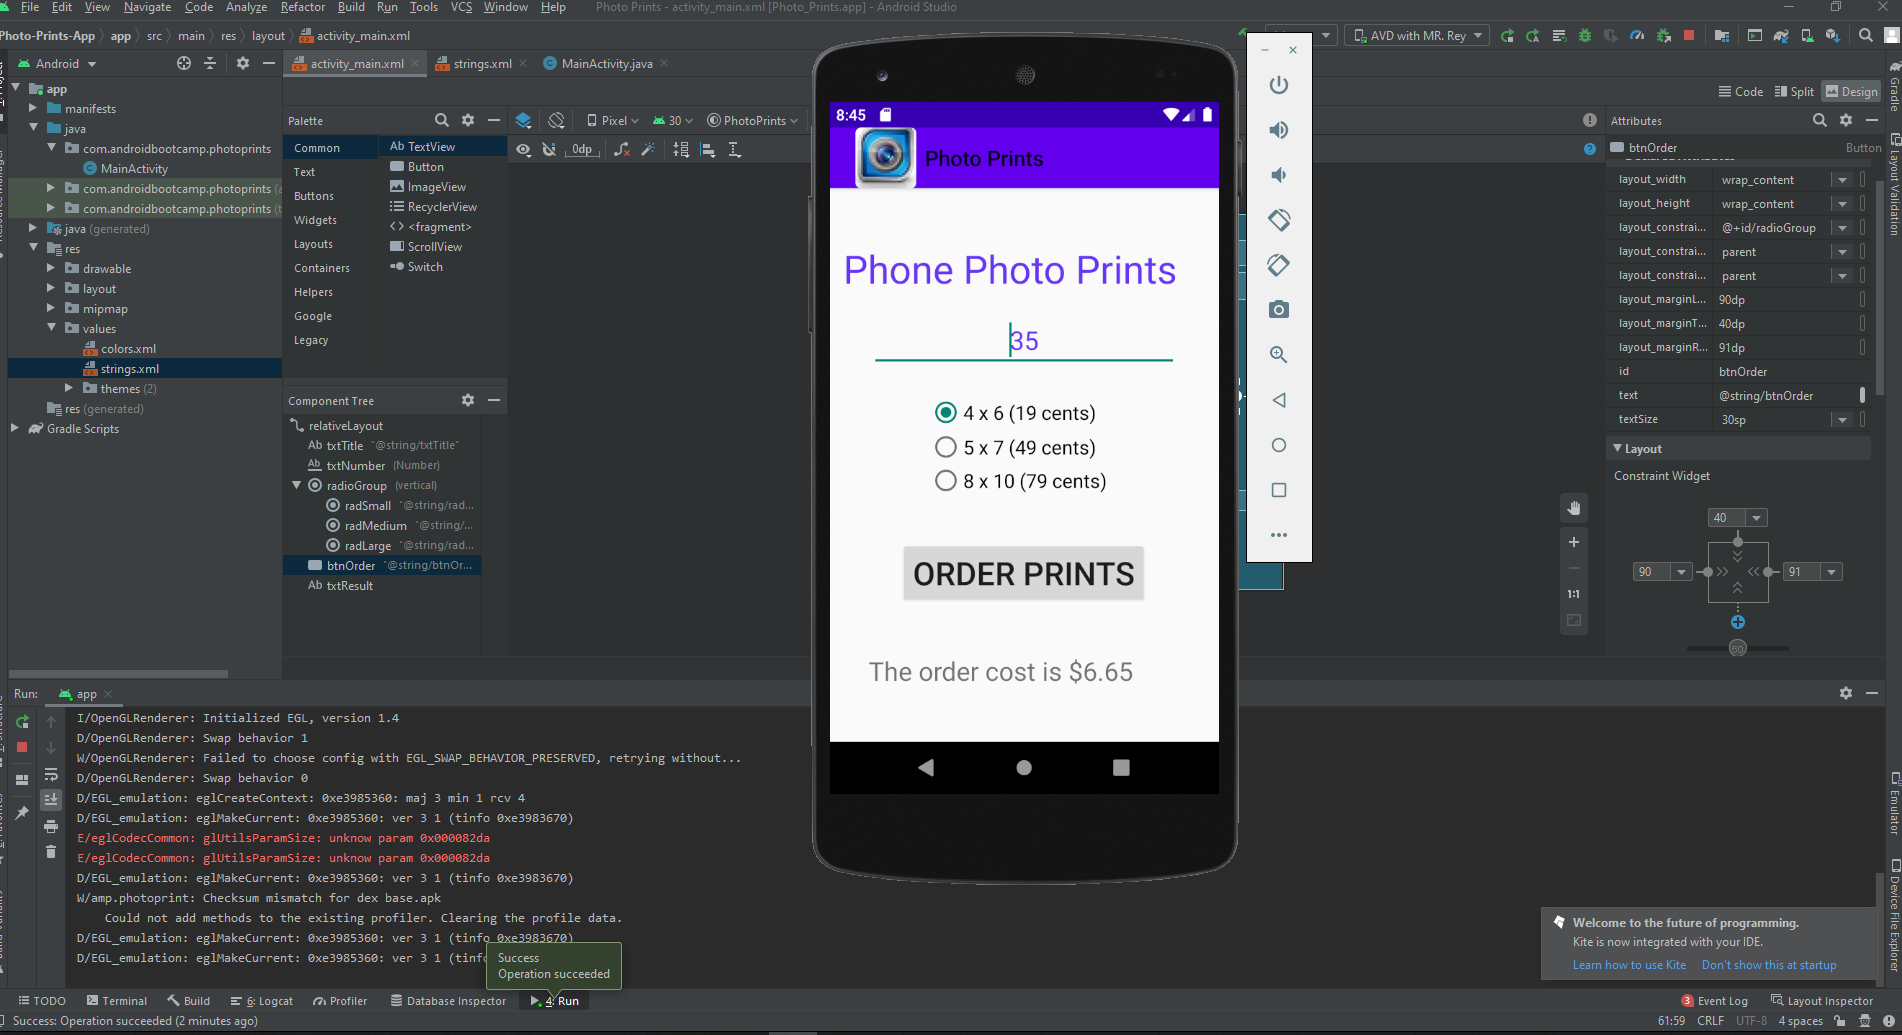 File Edit View Navigate Code Analyze Refactor Build Run Tools VCS Window Help Photo Prints - activity_main.xml [Photo_Prints.app] - Android Studio
Photo-Prints-App app src main res layout activity_main.xml
AVD with MR. Rey
Android
activity_main.xml strings.xml MainActivity.java
Code Split Design
app
manifests
java
com.androidbootcamp.photoprints
MainActivity
com.androidbootcamp.photoprints (a
com.androidbootcamp.photoprints (t
java (generated)
res
drawable
layout
mipmap
values
colors.xml
strings.xml
themes (2)
res (generated)
Gradle Scripts
Palette
Common
Text
Buttons
Widgets
Layouts
Containers
Helpers
Google
Legacy
Ab TextView
Button
ImageView
RecyclerView
<fragment>
ScrollView
Switch
Pixel 30 PhotoPrints
0dp
Component Tree
relativeLayout
Ab txtTitle "@string/txtTitle"
Ab txtNumber (Number)
radioGroup (vertical)
radSmall "@string/rad...
radMedium "@string/...
radLarge "@string/rad...
btnOrder "@string/btnOr...
Ab txtResult
8:45
Photo Prints
Phone Photo Prints
35
4 x 6 (19 cents)
5 x 7 (49 cents)
8 x 10 (79 cents)
ORDER PRINTS
The order cost is $6.65
1:1
Attributes
btnOrder Button
layout_width wrap_content
layout_height wrap_content
layout_constrai... @+id/radioGroup
layout_constrai... parent
layout_constrai... parent
layout_marginL... 90dp
layout_marginT... 40dp
layout_marginR... 91dp
id btnOrder
text @string/btnOrder
textSize 30sp
Layout
Constraint Widget
40
90
91
50
Gradle
Layout Validation
Emulator
Device File Explorer
Run: app
I/OpenGLRenderer: Initialized EGL, version 1.4
D/OpenGLRenderer: Swap behavior 1
W/OpenGLRenderer: Failed to choose config with EGL_SWAP_BEHAVIOR_PRESERVED, retrying without...
D/OpenGLRenderer: Swap behavior 0
D/EGL_emulation: eglCreateContext: 0xe3985360: maj 3 min 1 rcv 4
D/EGL_emulation: eglMakeCurrent: 0xe3985360: ver 3 1 (tinfo 0xe3983670)
E/eglCodecCommon: glUtilsParamSize: unknow param 0x000082da
E/eglCodecCommon: glUtilsParamSize: unknow param 0x000082da
D/EGL_emulation: eglMakeCurrent: 0xe3985360: ver 3 1 (tinfo 0xe3983670)
W/amp.photoprint: Checksum mismatch for dex base.apk
Could not add methods to the existing profiler. Clearing the profile data.
D/EGL_emulation: eglMakeCurrent: 0xe3985360: ver 3 1 (tinfo 0xe3983670)
D/EGL_emulation: eglMakeCurrent: 0xe3985360: ver 3 1 (tinfo
Success
Operation succeeded
Welcome to the future of programming.
Kite is now integrated with your IDE.
Learn how to use Kite Don't show this at startup
TODO Terminal Build 6: Logcat Profiler Database Inspector 4: Run 3 Event Log Layout Inspector
Success: Operation succeeded (2 minutes ago) 61:59 CRLF UTF-8 4 spaces